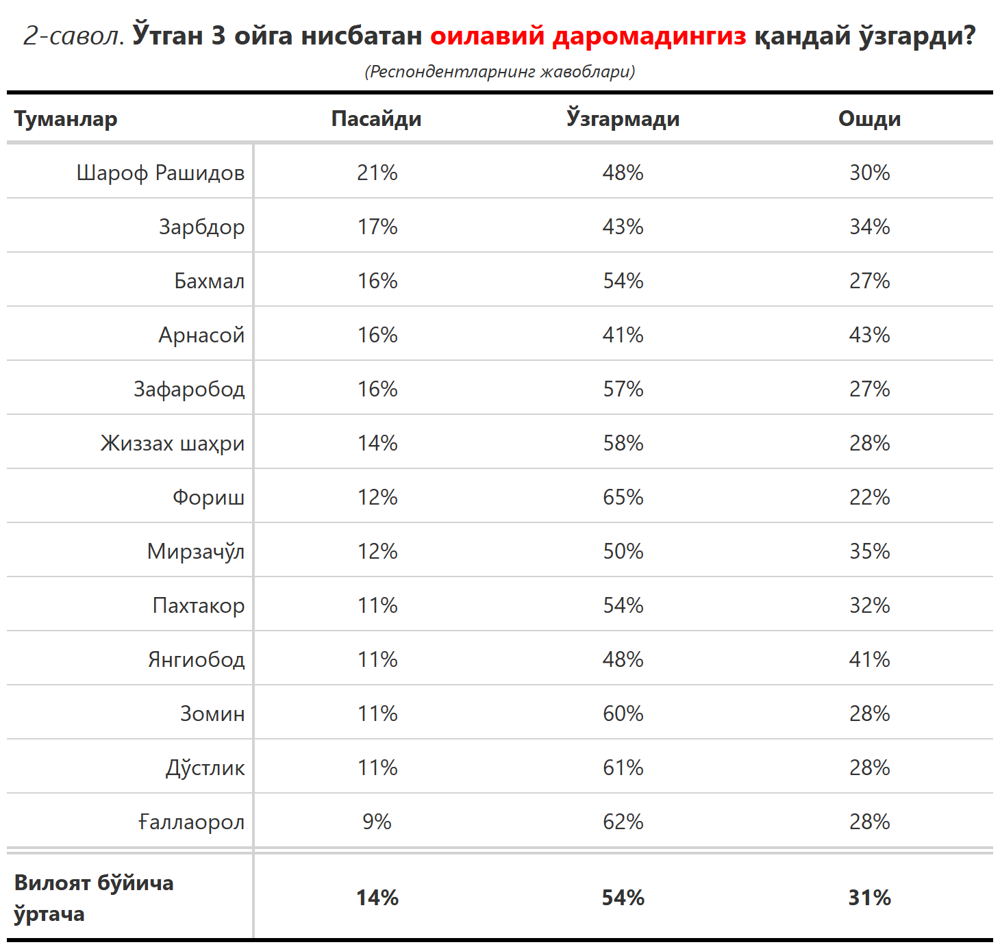 2-савол. Ўтган 3 ойга нисбатан оилавий даромадингиз қандай ўзгарди?
(Респондентларнинг жавоблари)
Туманлар Пасайди Ўзгармади Ошди
Шароф Рашидов 21% 48% 30%
Зарбдор 17% 43% 34%
Бахмал 16% 54% 27%
Арнасой 16% 41% 43%
Зафаробод 16% 57% 27%
Жиззах шаҳри 14% 58% 28%
Фориш 12% 65% 22%
Мирзачўл 12% 50% 35%
Пахтакор 11% 54% 32%
Янгиобод 11% 48% 41%
Зомин 11% 60% 28%
Дўстлик 11% 61% 28%
Ғаллаорол 9% 62% 28%
Вилоят бўйича
ўртача 14% 54% 31%